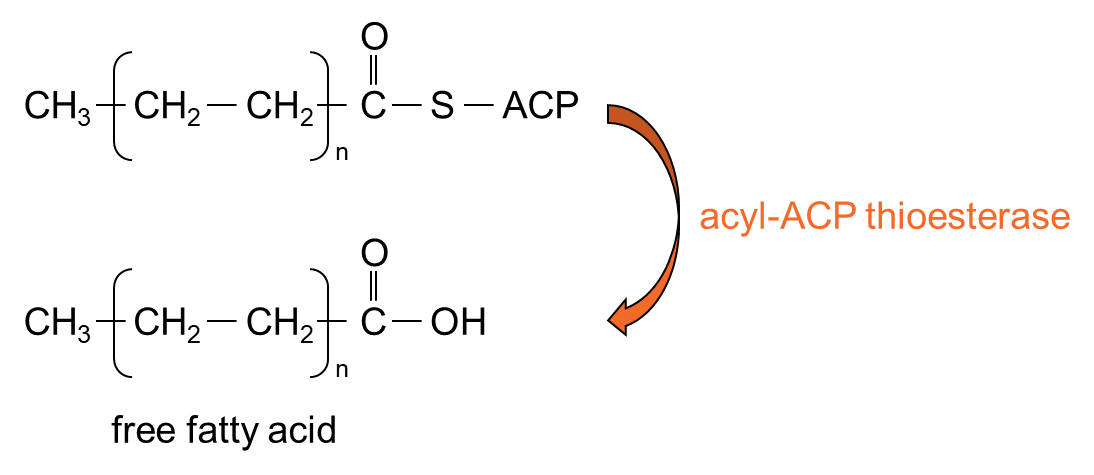 O
CH₃ — ( CH₂ — CH₂ )ₙ — C — S — ACP
acyl-ACP thioesterase
O
CH₃ — ( CH₂ — CH₂ )ₙ — C — OH
free fatty acid